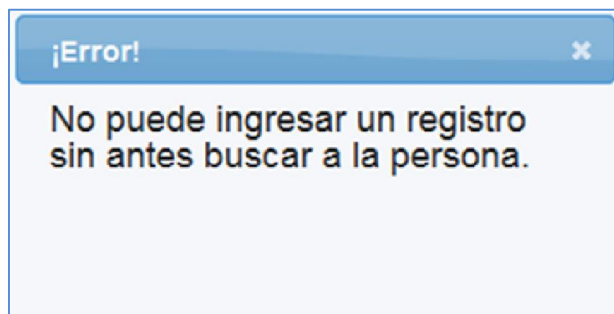 ¡Error!
No puede ingresar un registro
sin antes buscar a la persona.